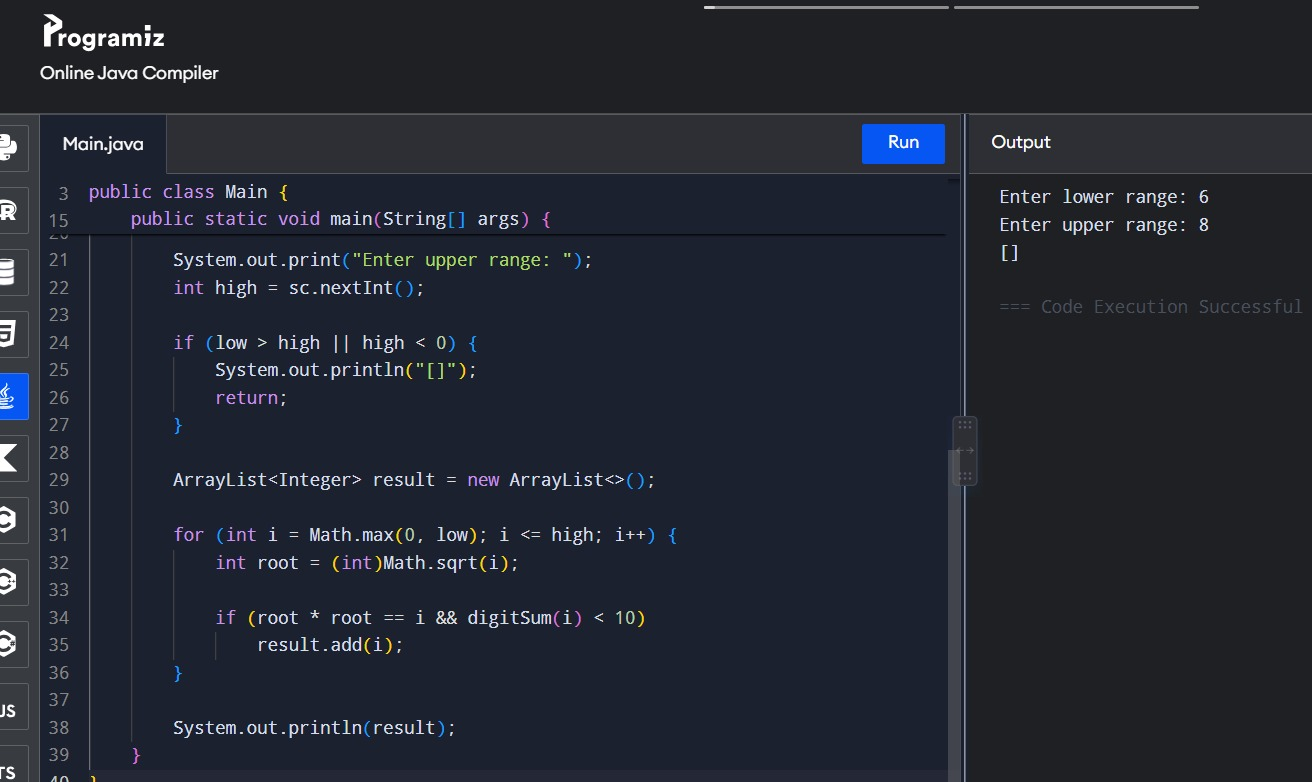 Programiz
Online Java Compiler
Main.java
Run
Output
3 public class Main {
15     public static void main(String[] args) {
21         System.out.print("Enter upper range: ");
22         int high = sc.nextInt();
23
24         if (low > high || high < 0) {
25             System.out.println("[]");
26             return;
27         }
28
29         ArrayList<Integer> result = new ArrayList<>();
30
31         for (int i = Math.max(0, low); i <= high; i++) {
32             int root = (int)Math.sqrt(i);
33
34             if (root * root == i && digitSum(i) < 10)
35                 result.add(i);
36         }
37
38         System.out.println(result);
39     }
40 }
Enter lower range: 6
Enter upper range: 8
[]
=== Code Execution Successful
R
JS
TS